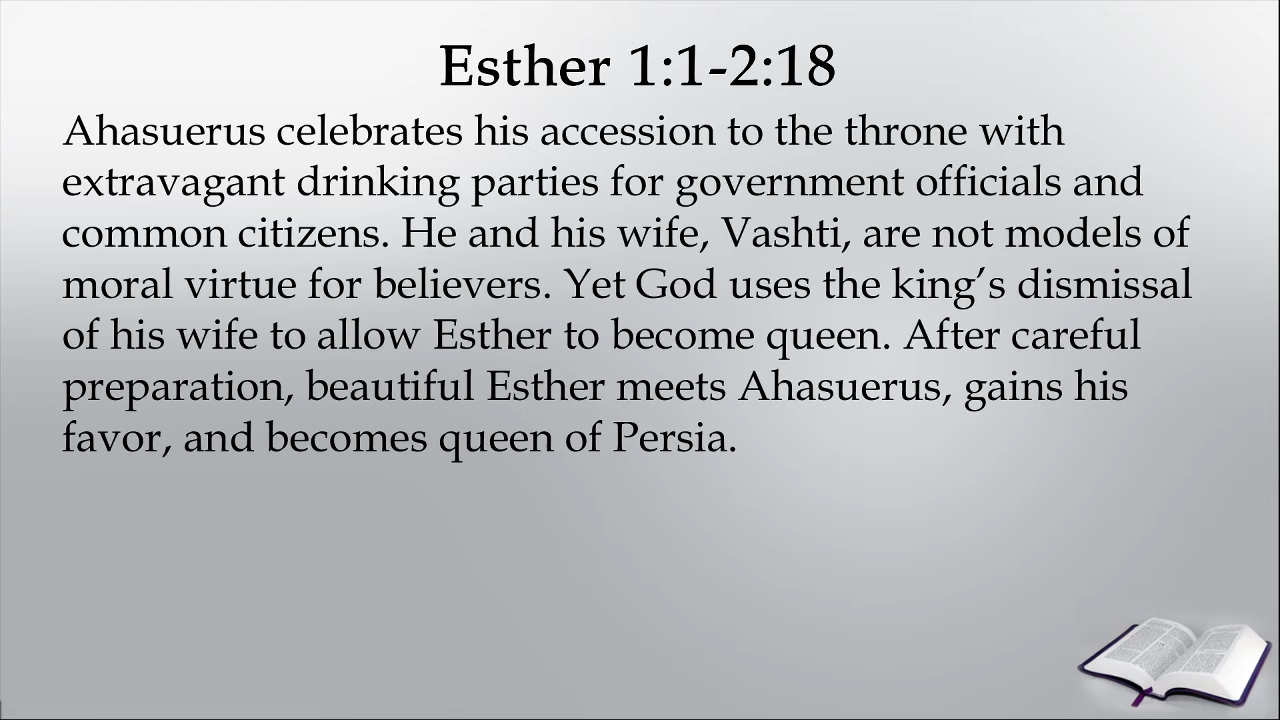 Esther 1:1-2:18
Ahasuerus celebrates his accession to the throne with
extravagant drinking parties for government officials and
common citizens. He and his wife, Vashti, are not models of
moral virtue for believers. Yet God uses the king’s dismissal
of his wife to allow Esther to become queen. After careful
preparation, beautiful Esther meets Ahasuerus, gains his
favor, and becomes queen of Persia.